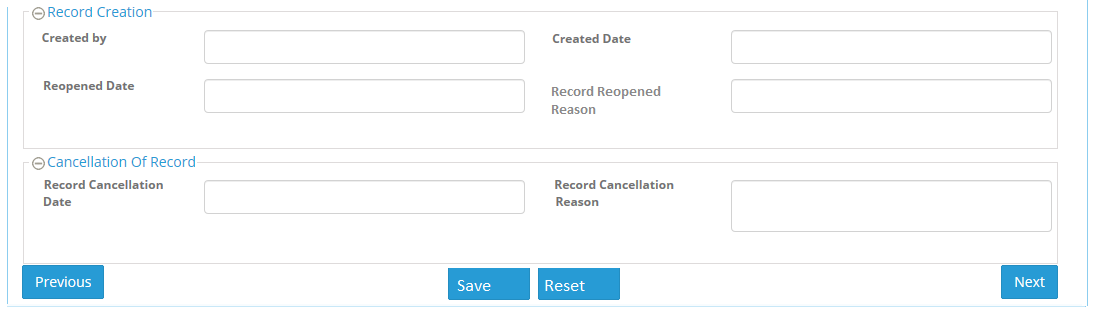 Record Creation
Created by
Created Date
Reopened Date
Record Reopened
Reason
Cancellation Of Record
Record Cancellation
Date
Record Cancellation
Reason
Previous
Save
Reset
Next